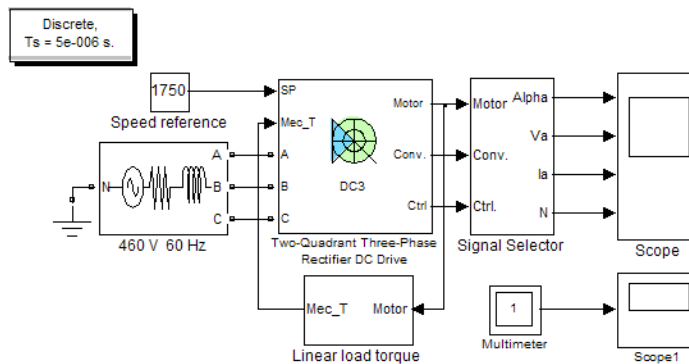 Discrete,
Ts = 5e-006 s.
1750
Speed reference
SP
Mec_T
A
B
C
Motor
Conv.
Ctrl
DC3
Two-Quadrant Three-Phase
Rectifier DC Drive
N
A
B
C
460 V 60 Hz
Motor
Conv.
Ctrl.
Alpha
Va
Ia
N
Signal Selector
Scope
Mec_T
Motor
Linear load torque
1
Multimeter
Scope1